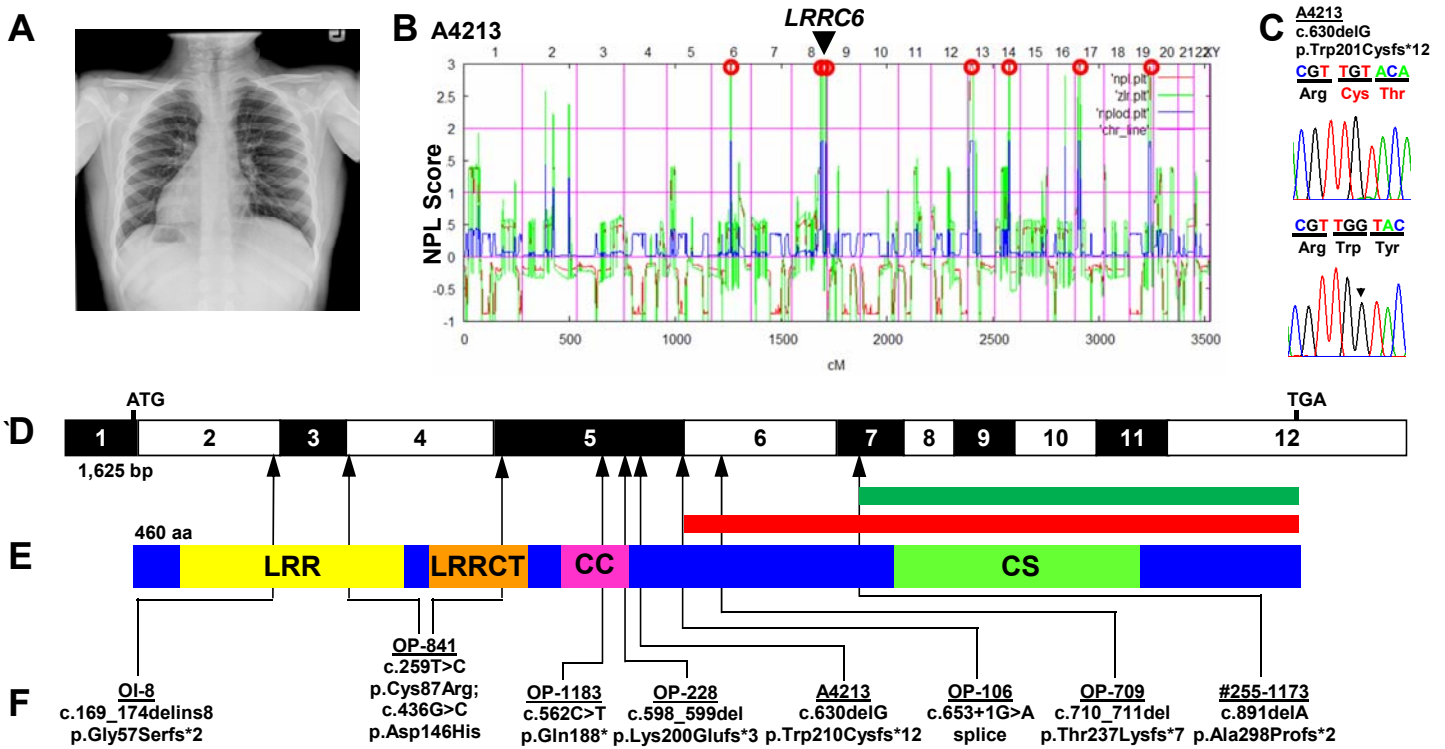 A
B
A4213
LRRC6
1 2 3 4 5 6 7 8 9 10 11 12 13 14 15 16 17 18 19 20 21 22 XY
NPL Score
3
2
.5
1
.5
0
-0.5
-1
'npl.plt'
'zlr.plt'
'nplod.plt'
'chr_line'
0 500 1000 1500 2000 2500 3000 3500
cM
C
A4213
c.630delG
p.Trp201Cysfs*12
CGT TGT ACA
Arg Cys Thr
CGT TGG TAC
Arg Trp Tyr
ATG
TGA
`D
1 2 3 4 5 6 7 8 9 10 11 12
1,625 bp
460 aa
E
LRR LRRCT CC CS
F
OI-8
c.169_174delins8
p.Gly57Serfs*2
OP-841
c.259T>C
p.Cys87Arg;
c.436G>C
p.Asp146His
OP-1183
c.562C>T
p.Gln188*
OP-228
c.598_599del
p.Lys200Glufs*3
A4213
c.630delG
p.Trp210Cysfs*12
OP-106
c.653+1G>A
splice
OP-709
c.710_711del
p.Thr237Lysfs*7
#255-1173
c.891delA
p.Ala298Profs*2